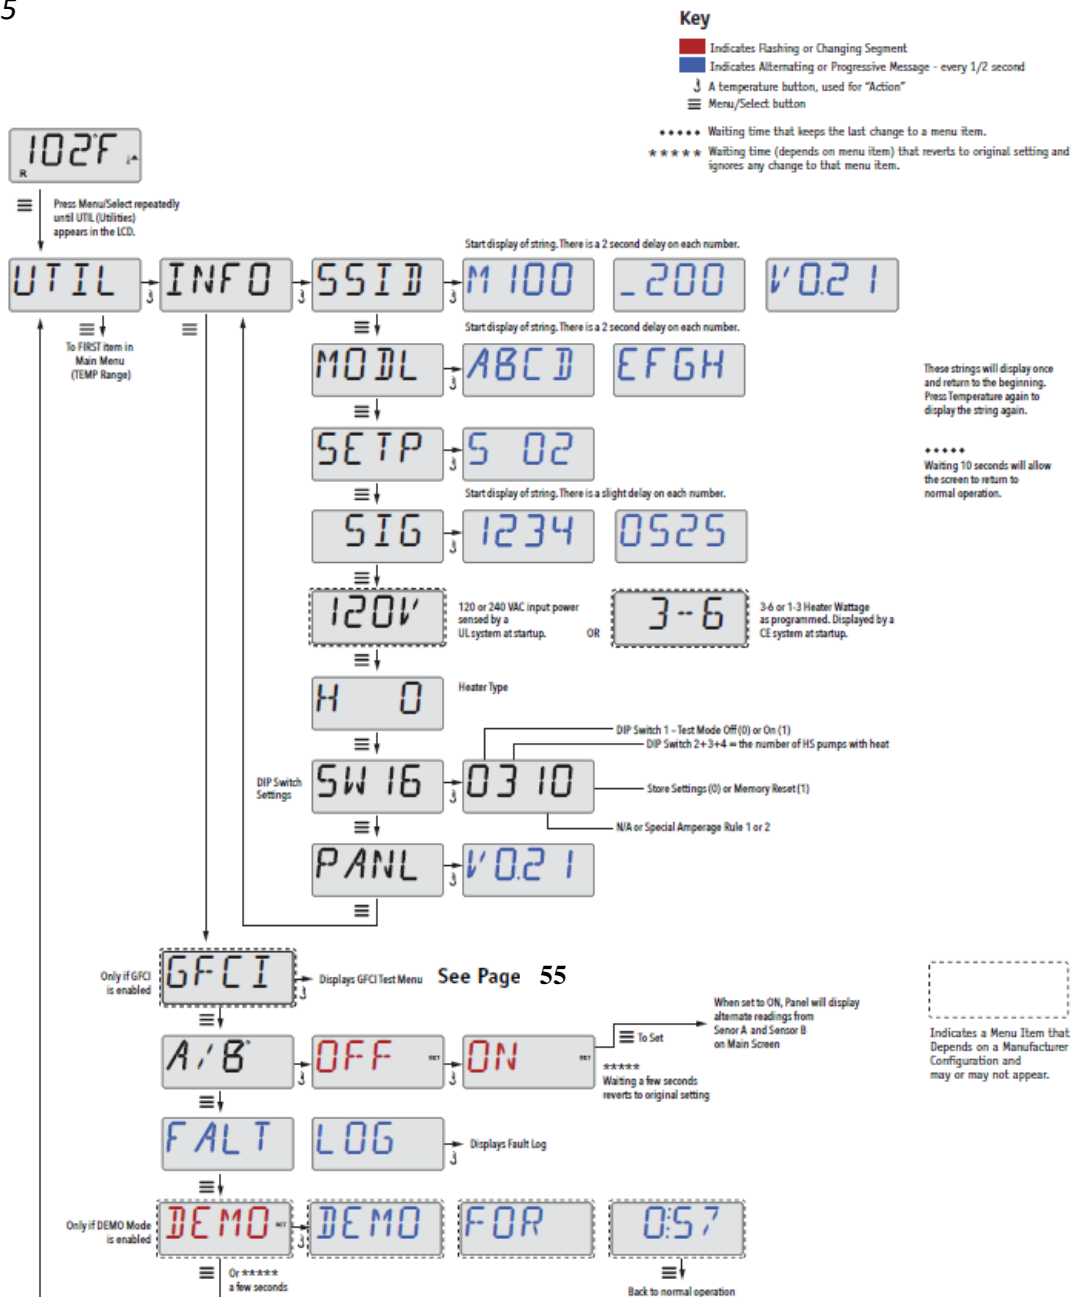 5
Key
Indicates Flashing or Changing Segment
Indicates Alternating or Progressive Message - every 1/2 second
A temperature button, used for "Action"
Menu/Select button
••••• Waiting time that keeps the last change to a menu item.
***** Waiting time (depends on menu item) that reverts to original setting and
ignores any change to that menu item.
102°F
R
Press Menu/Select repeatedly
until UTIL (Utilities)
appears in the LCD.
Start display of string. There is a 2 second delay on each number.
UTIL INFO SSID M100 _200 V0.21
To FIRST item in
Main Menu
(TEMP Range)
Start display of string. There is a 2 second delay on each number.
MODL ABCD EFGH
These strings will display once
and return to the beginning.
Press Temperature again to
display the string again.
•••••
Waiting 10 seconds will allow
the screen to return to
normal operation.
SETP S 02
Start display of string. There is a slight delay on each number.
SIG 1234 0525
120V
120 or 240 VAC input power
sensed by a
UL system at startup.
OR
3--6
3-6 or 1-3 Heater Wattage
as programmed. Displayed by a
CE system at startup.
H 0
Heater Type
DIP Switch 1 – Test Mode Off (0) or On (1)
DIP Switch 2+3+4 = the number of HS pumps with heat
DIP Switch
Settings
SW 16 0310
Store Settings (0) or Memory Reset (1)
N/A or Special Amperage Rule 1 or 2
PANL V0.21
Only if GFCI
is enabled
GFCI
Displays GFCI Test Menu See Page 55
When set to ON, Panel will display
alternate readings from
Senor A and Sensor B
on Main Screen
Indicates a Menu Item that
Depends on a Manufacturer
Configuration and
may or may not appear.
A/B° OFF SET ON SET
To Set
*****
Waiting a few seconds
reverts to original setting
FALT LOG
Displays Fault Log
Only if DEMO Mode
is enabled
DEMO SET DEMO FOR 0:57
Or *****
a few seconds
Back to normal operation